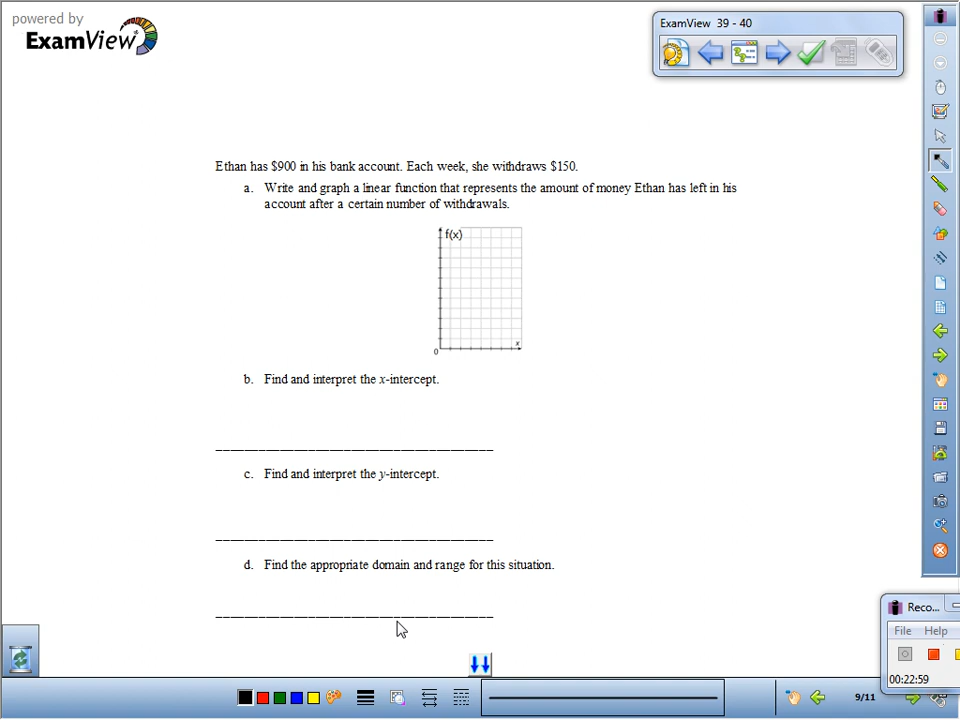 powered by
ExamView
ExamView 39 - 40
Ethan has $900 in his bank account. Each week, she withdraws $150.
a. Write and graph a linear function that represents the amount of money Ethan has left in his
account after a certain number of withdrawals.
f(x)
x
0
b. Find and interpret the x-intercept.
c. Find and interpret the y-intercept.
d. Find the appropriate domain and range for this situation.
Reco...
File Help
00:22:59
9/11